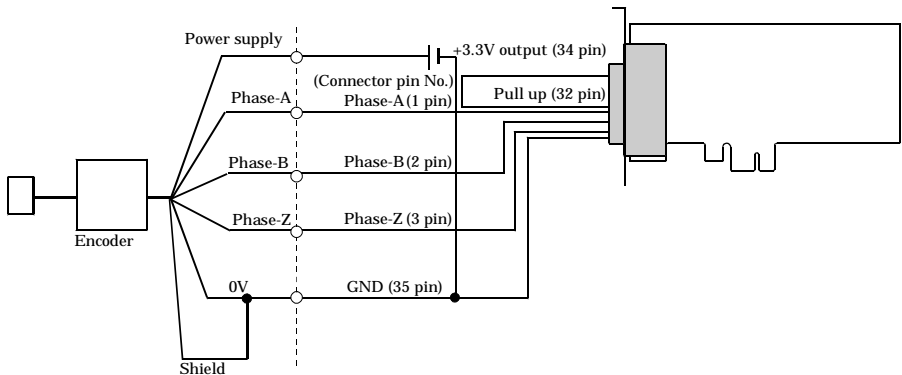 Power supply
+3.3V output (34 pin)
(Connector pin No.)
Pull up (32 pin)
Phase-A
Phase-A (1 pin)
Phase-B
Phase-B (2 pin)
Phase-Z
Phase-Z (3 pin)
Encoder
0V
GND (35 pin)
Shield